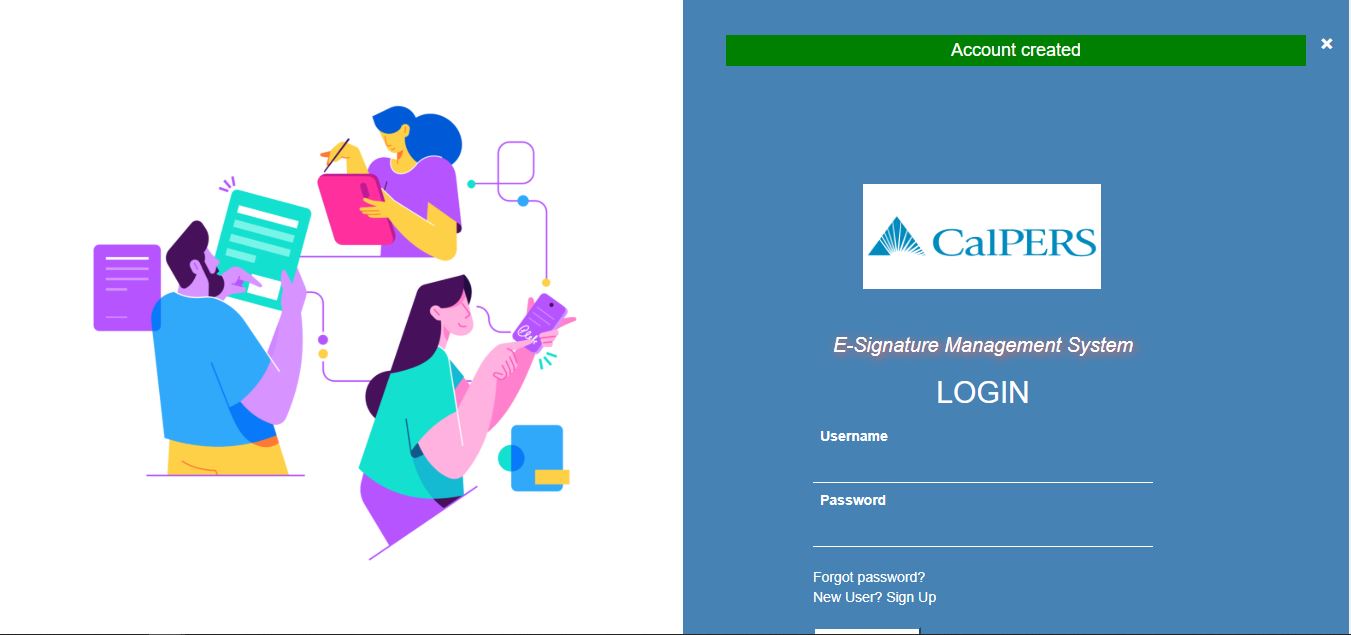 Account created
CalPERS
E-Signature Management System
LOGIN
Username
Password
Forgot password?
New User? Sign Up